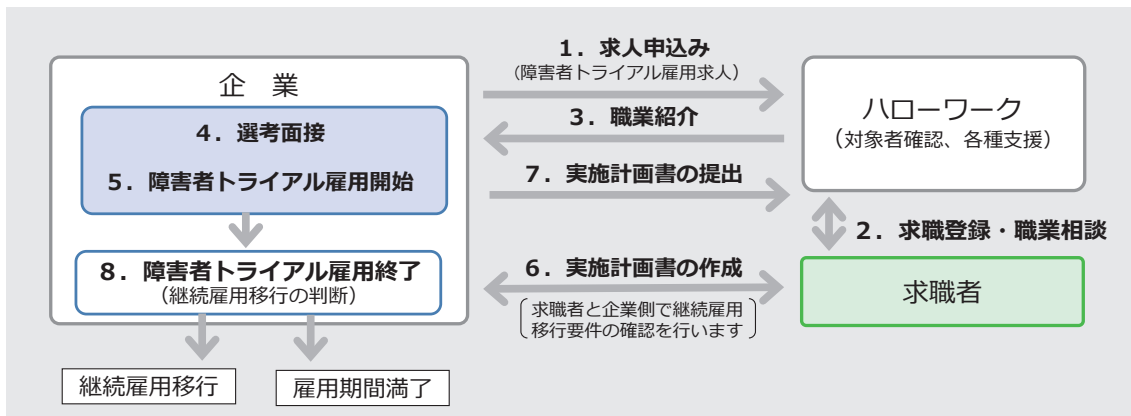 企 業
4．選考面接
5．障害者トライアル雇用開始
8．障害者トライアル雇用終了
（継続雇用移行の判断）
継続雇用移行
雇用期間満了
1．求人申込み
（障害者トライアル雇用求人）
3．職業紹介
7．実施計画書の提出
6．実施計画書の作成
求職者と企業側で継続雇用
移行要件の確認を行います
ハローワーク
（対象者確認、各種支援）
2．求職登録・職業相談
求職者